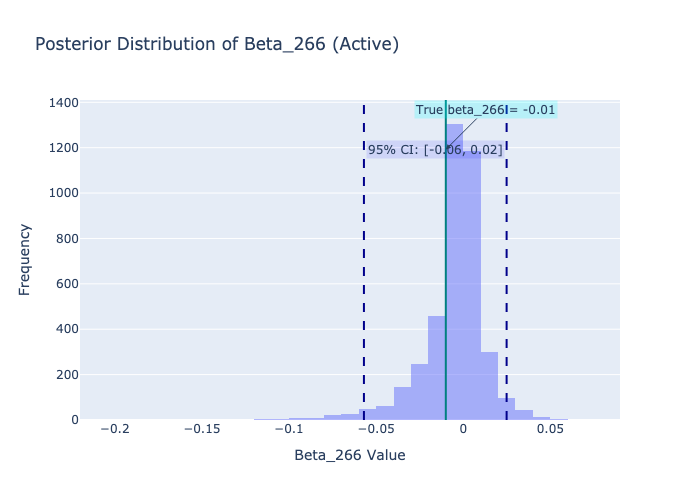 Posterior Distribution of Beta_266 (Active)
True beta_266 = -0.01
95% CI: [-0.06, 0.02]
1400
1200
1000
800
600
400
200
0
Frequency
−0.2 −0.15 −0.1 −0.05 0 0.05
Beta_266 Value